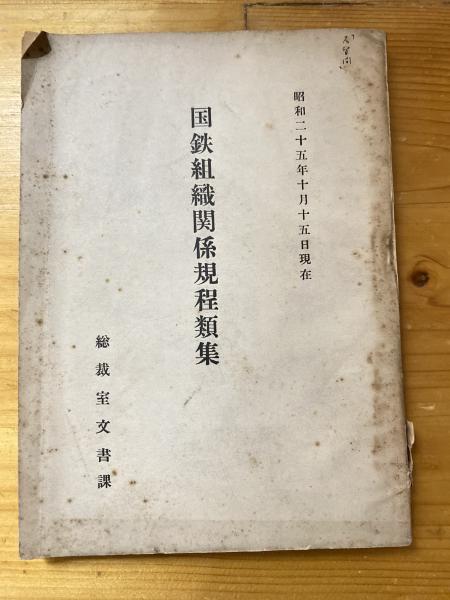 昭和二十五年十月十五日現在
国鉄組織関係規程類集
総裁室文書課